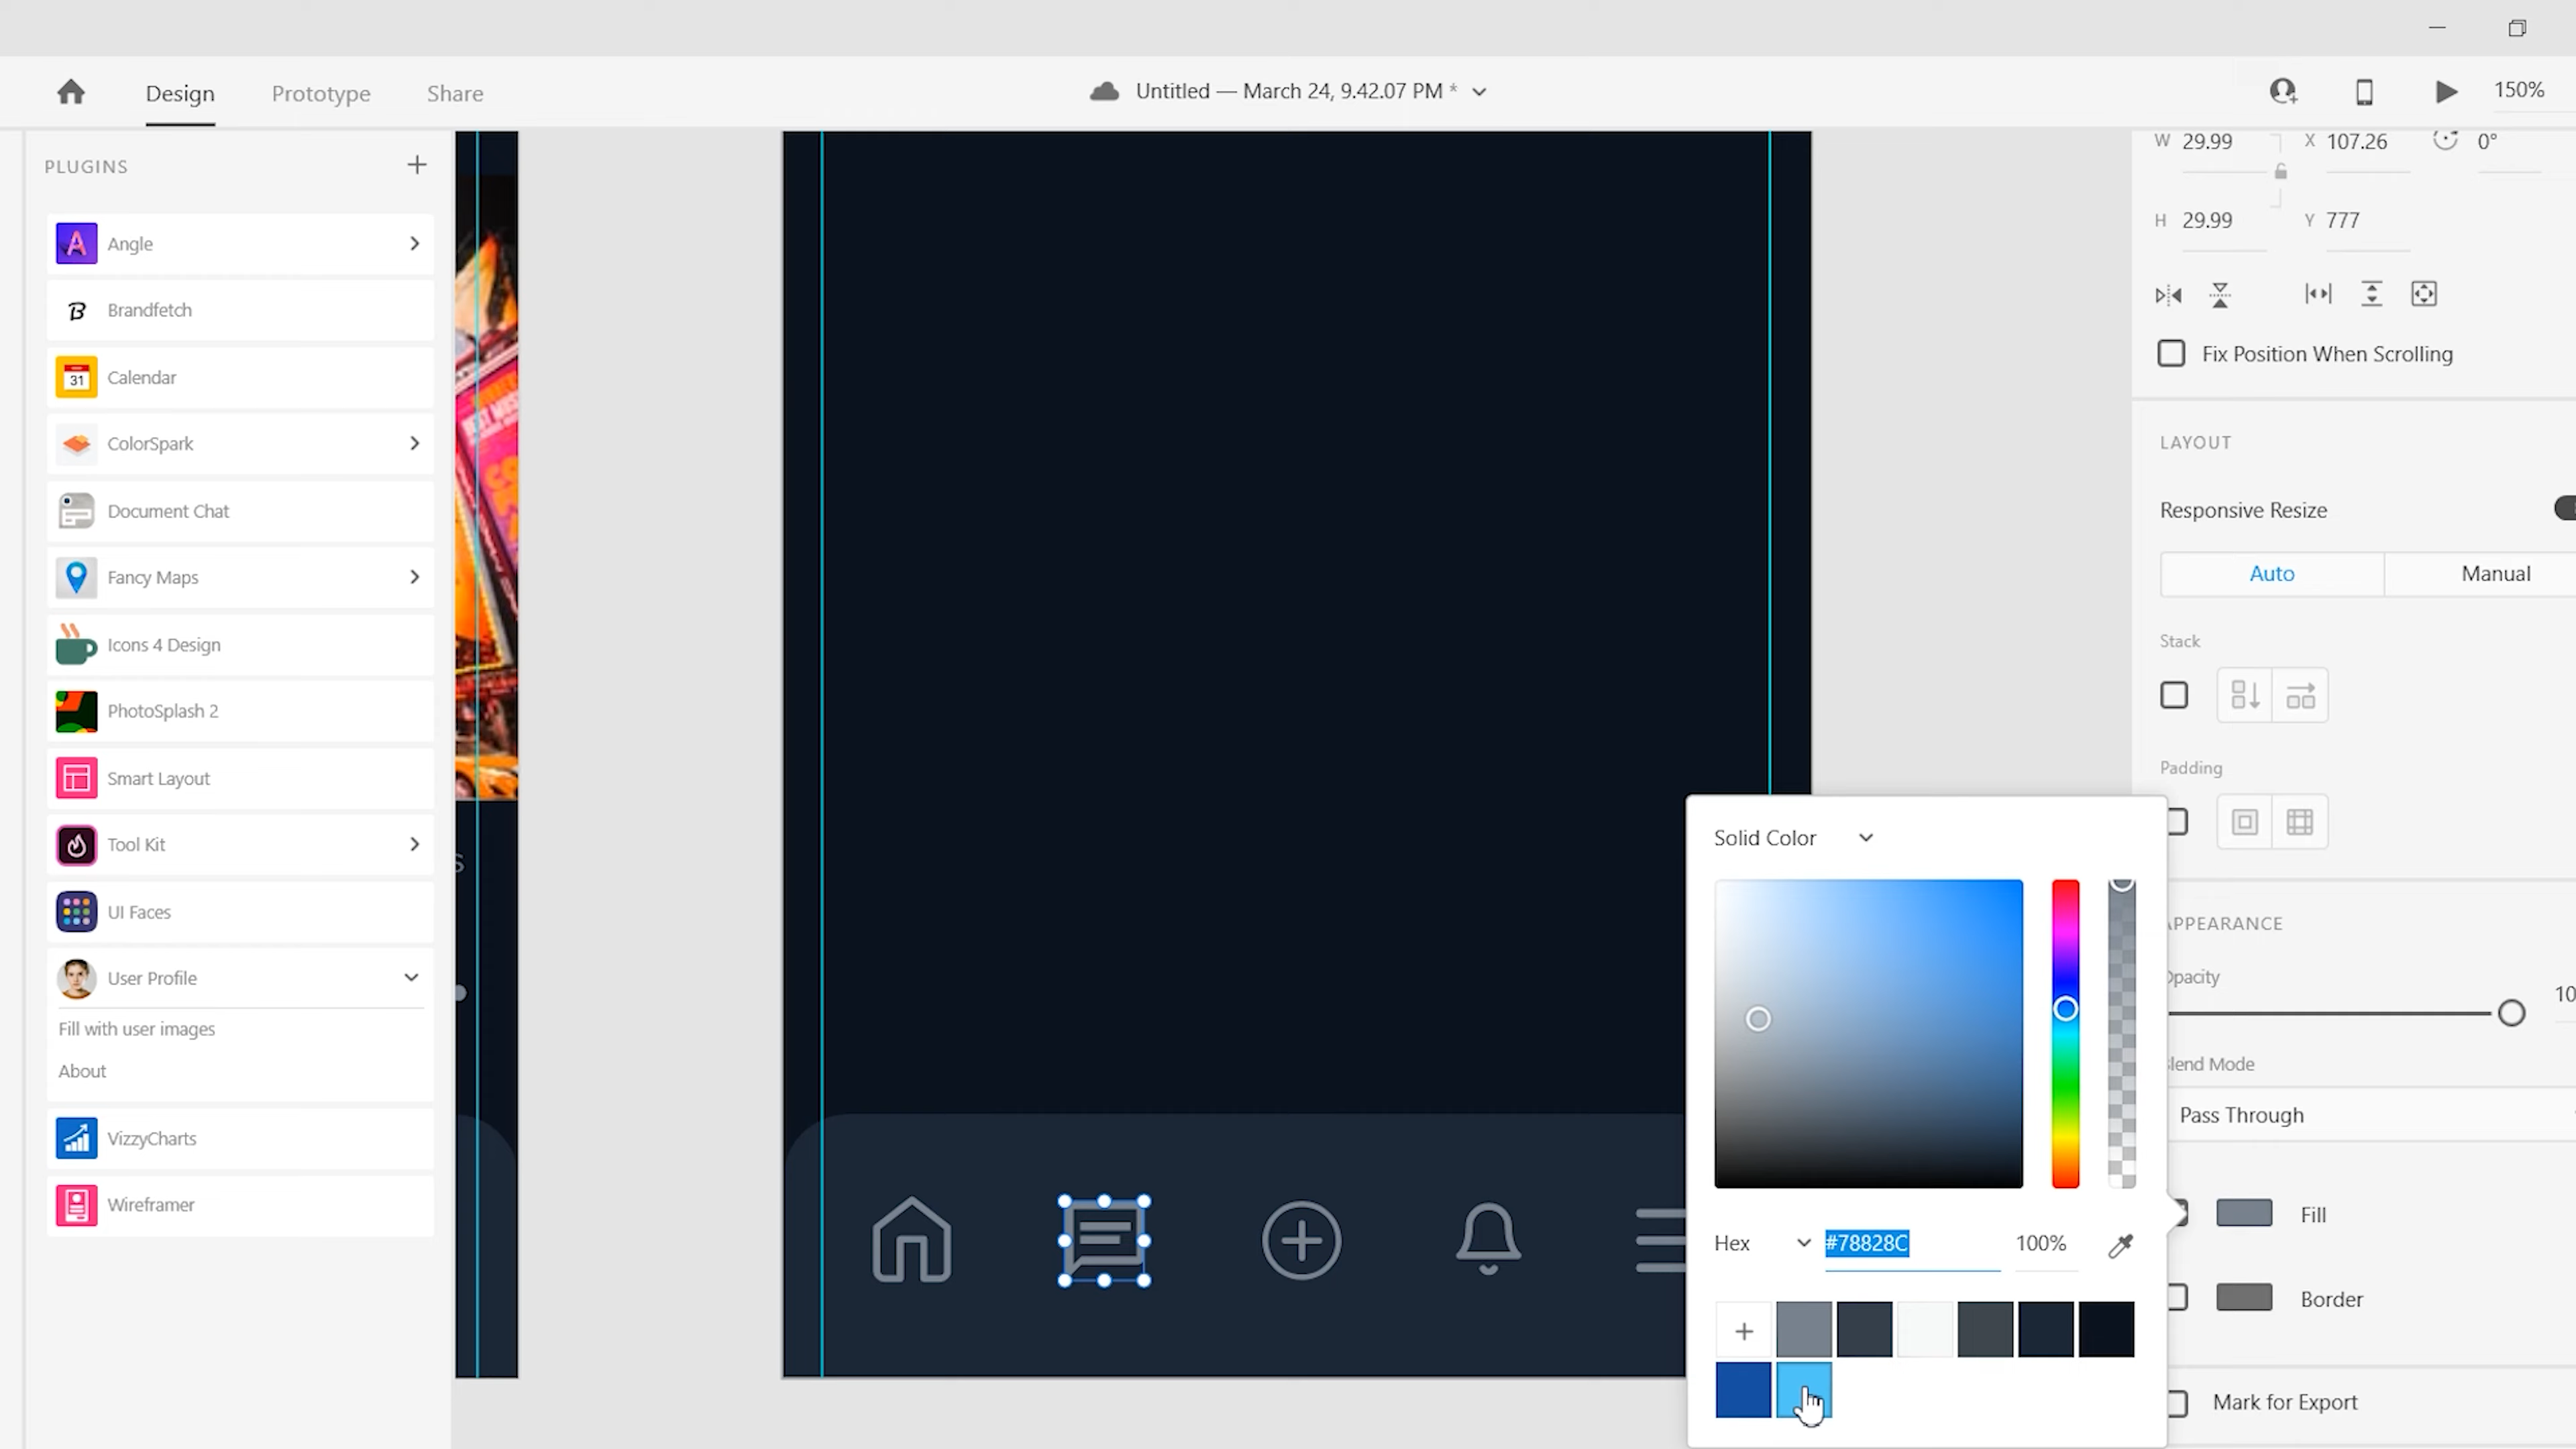 Design
Prototype
Share
Untitled — March 24, 9.42.07 PM *
150%
PLUGINS
Angle
Brandfetch
31
Calendar
ColorSpark
Document Chat
Fancy Maps
Icons 4 Design
PhotoSplash 2
Smart Layout
Tool Kit
UI Faces
User Profile
Fill with user images
About
VizzyCharts
Wireframer
W 29.99
X 107.26
0°
H 29.99
Y 777
Fix Position When Scrolling
LAYOUT
Responsive Resize
Auto
Manual
Stack
Padding
Solid Color
Hex
#78828C
100%
APPEARANCE
Opacity
10
Blend Mode
Pass Through
Fill
Border
Mark for Export